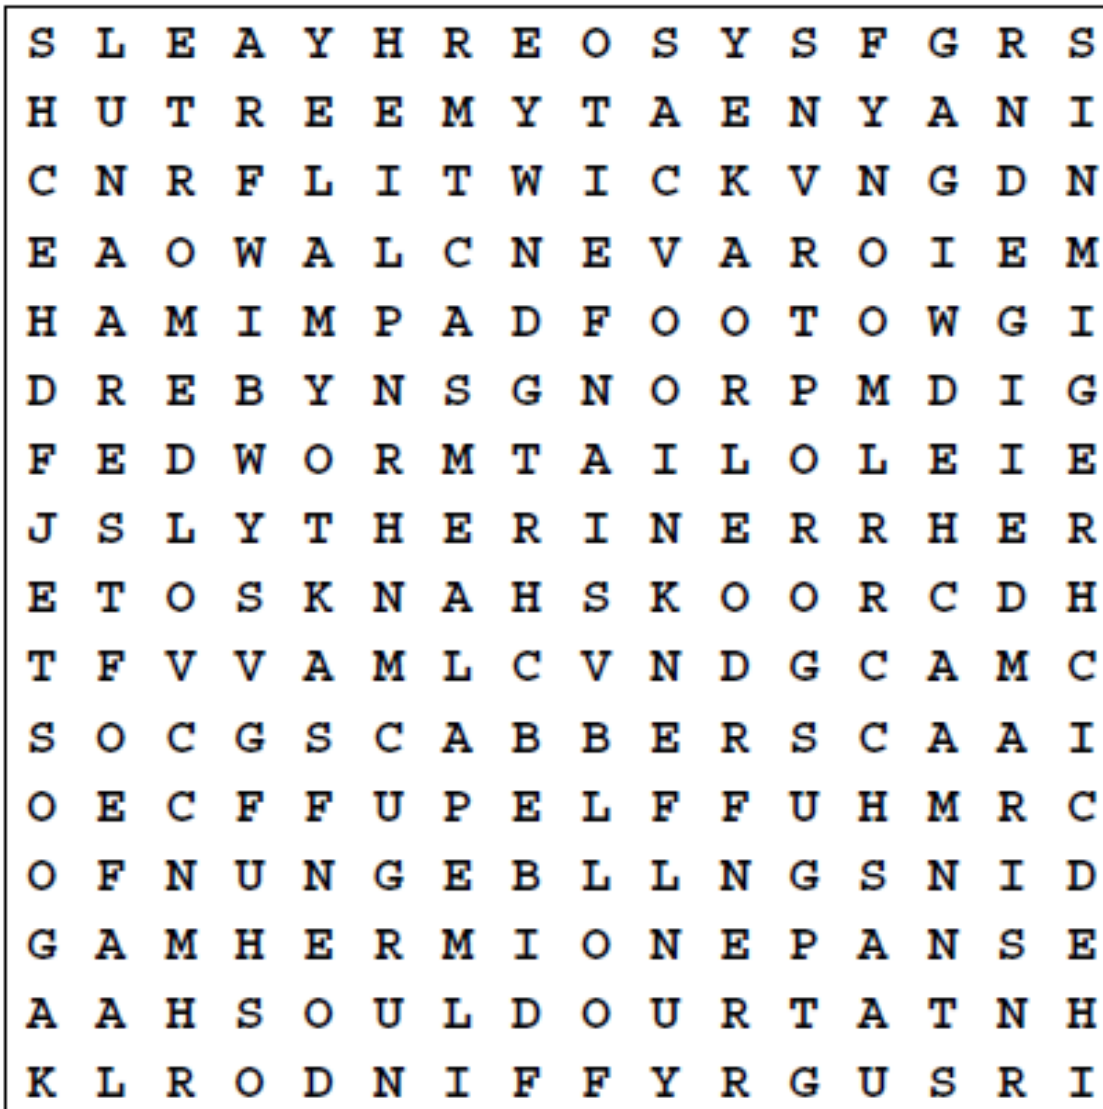 S L E A Y H R E O S Y S F G R S
H U T R E E M Y T A E N Y A N I
C N R F L I T W I C K V N G D N
E A O W A L C N E V A R O I E M
H A M I M P A D F O O T O W G I
D R E B Y N S G N O R P M D I G
F E D W O R M T A I L O L E I E
J S L Y T H E R I N E R R H E R
E T O S K N A H S K O O R C D H
T F V V A M L C V N D G C A M C
S O C G S C A B B E R S C A A I
O E C F F U P E L F F U H M R C
O F N U N G E B L L N G S N I D
G A M H E R M I O N E P A N S E
A A H S O U L D O U R T A T N H
K L R O D N I F F Y R G U S R I